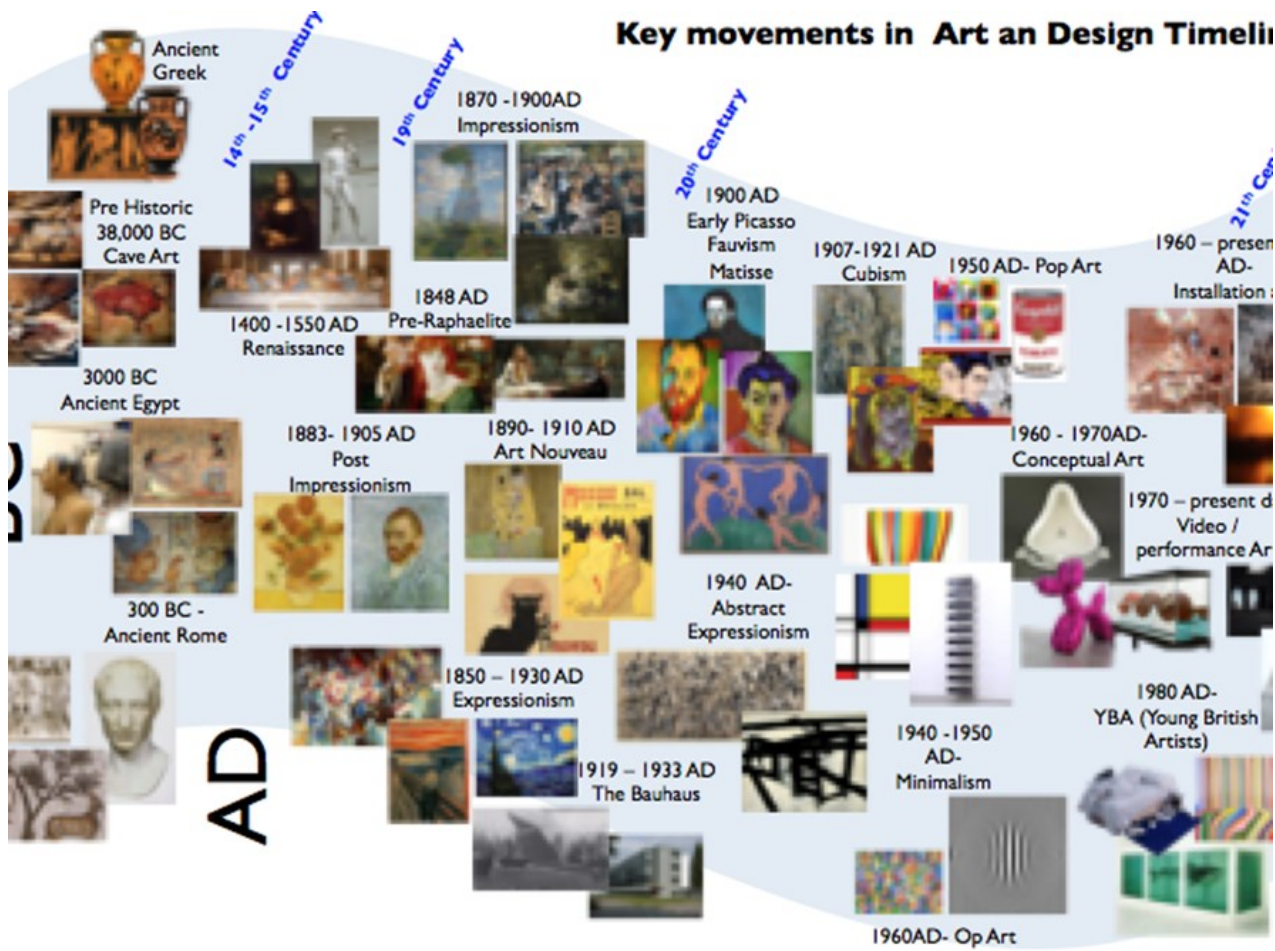 Key movements in Art an Design Timelin
Ancient
Greek
14th -15th Century
19th Century
1870 -1900AD
Impressionism
20th Century
21th Cen
Pre Historic
38,000 BC
Cave Art
1900 AD
Early Picasso
Fauvism
Matisse
1907-1921 AD
Cubism
1950 AD- Pop Art
1960 – presen
AD-
Installation a
1848 AD
Pre-Raphaelite
1400 -1550 AD
Renaissance
3000 BC
Ancient Egypt
1883- 1905 AD
Post
Impressionism
1890- 1910 AD
Art Nouveau
1960 - 1970AD-
Conceptual Art
1970 – present d
Video /
performance Ar
BC
300 BC -
Ancient Rome
1940 AD-
Abstract
Expressionism
1850 – 1930 AD
Expressionism
1980 AD-
YBA (Young British
Artists)
AD
1919 – 1933 AD
The Bauhaus
1940 -1950
AD-
Minimalism
1960AD- Op Art